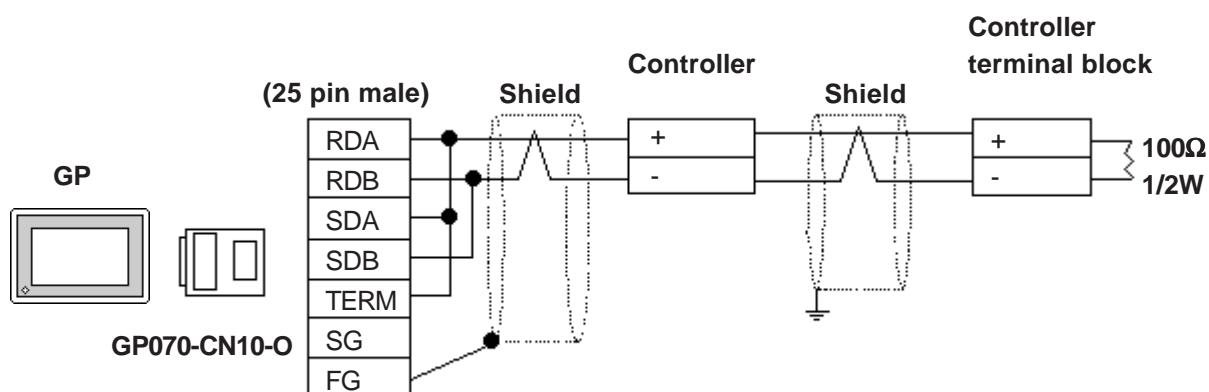 Controller
terminal block
Controller
(25 pin male)
Shield
Shield
GP
RDA
RDB
SDA
SDB
TERM
SG
FG
+
-
+
-
100Ω
1/2W
GP070-CN10-O